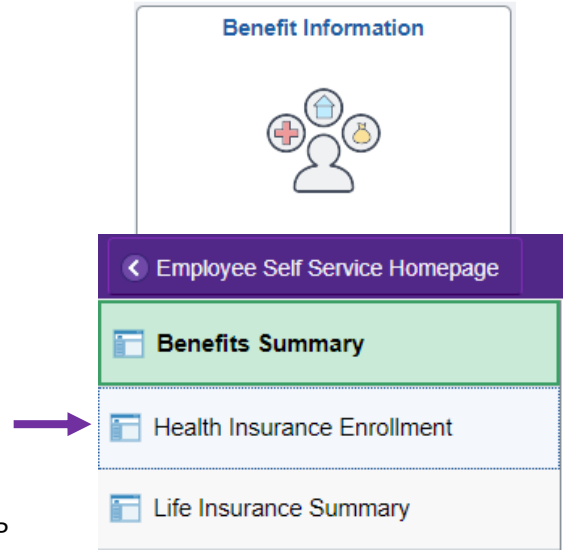 Benefit Information
Employee Self Service Homepage
Benefits Summary
Health Insurance Enrollment
Life Insurance Summary
P